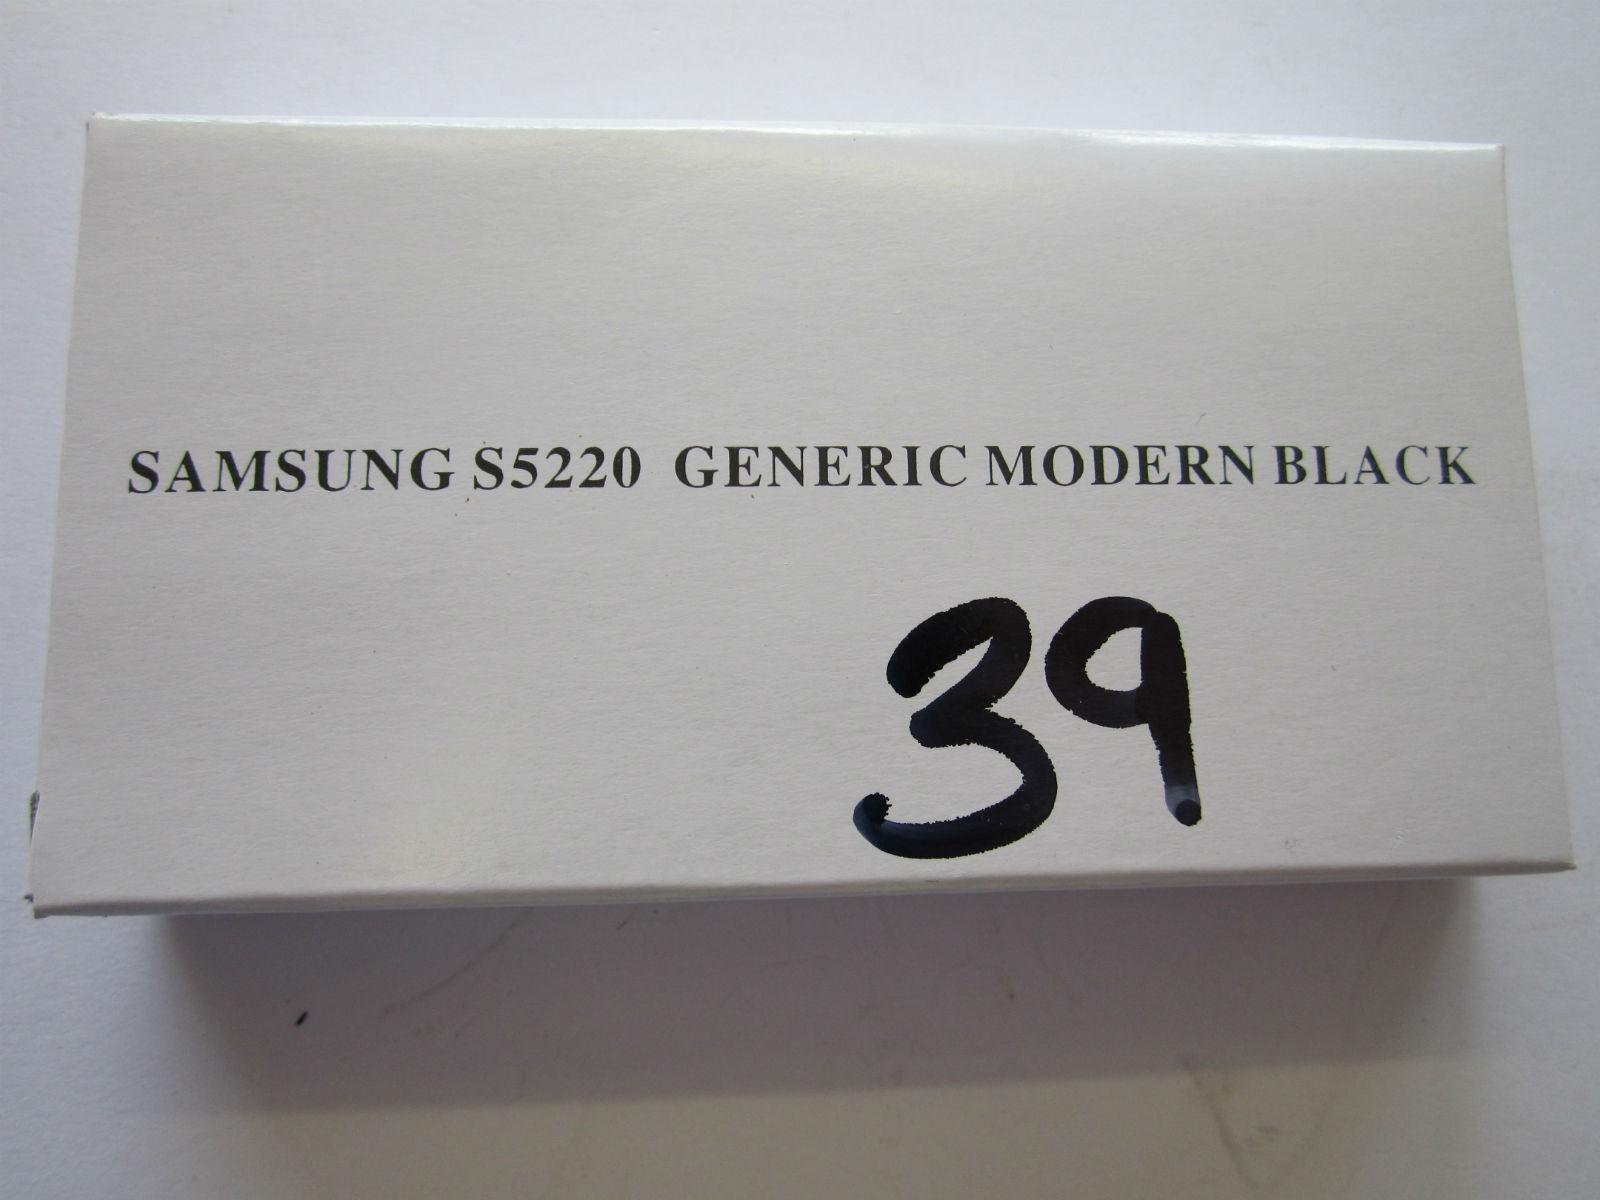 SAMSUNG S5220 GENERIC MODERN BLACK
39